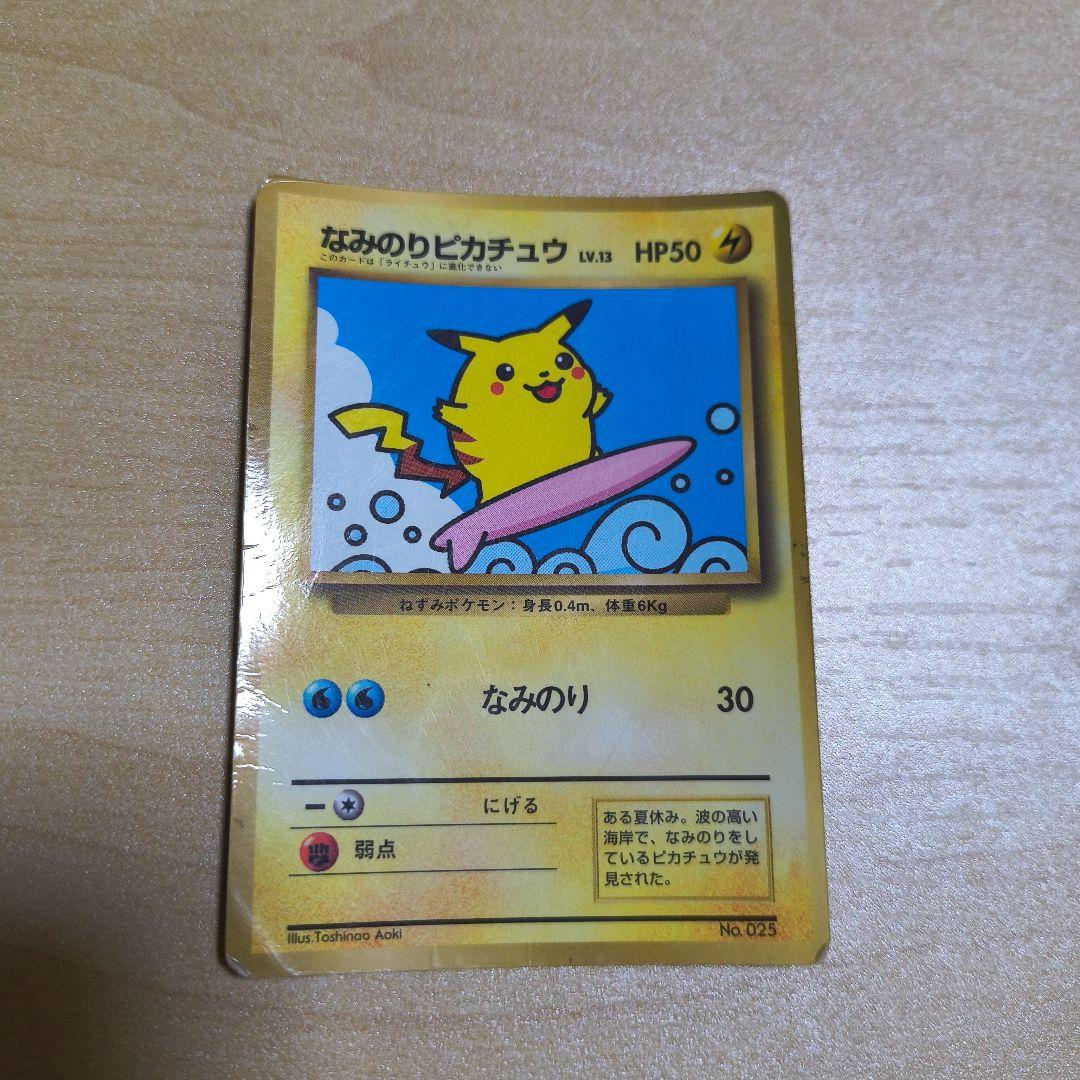 なみのりピカチュウ LV.13 HP50
このカードは「ライチュウ」に進化できない
ねずみポケモン：身長0.4m、体重6Kg
なみのり 30
にげる
弱点
ある夏休み。波の高い
海岸で、なみのりをし
ているピカチュウが発
見された。
Illus.Toshinao Aoki
No.025